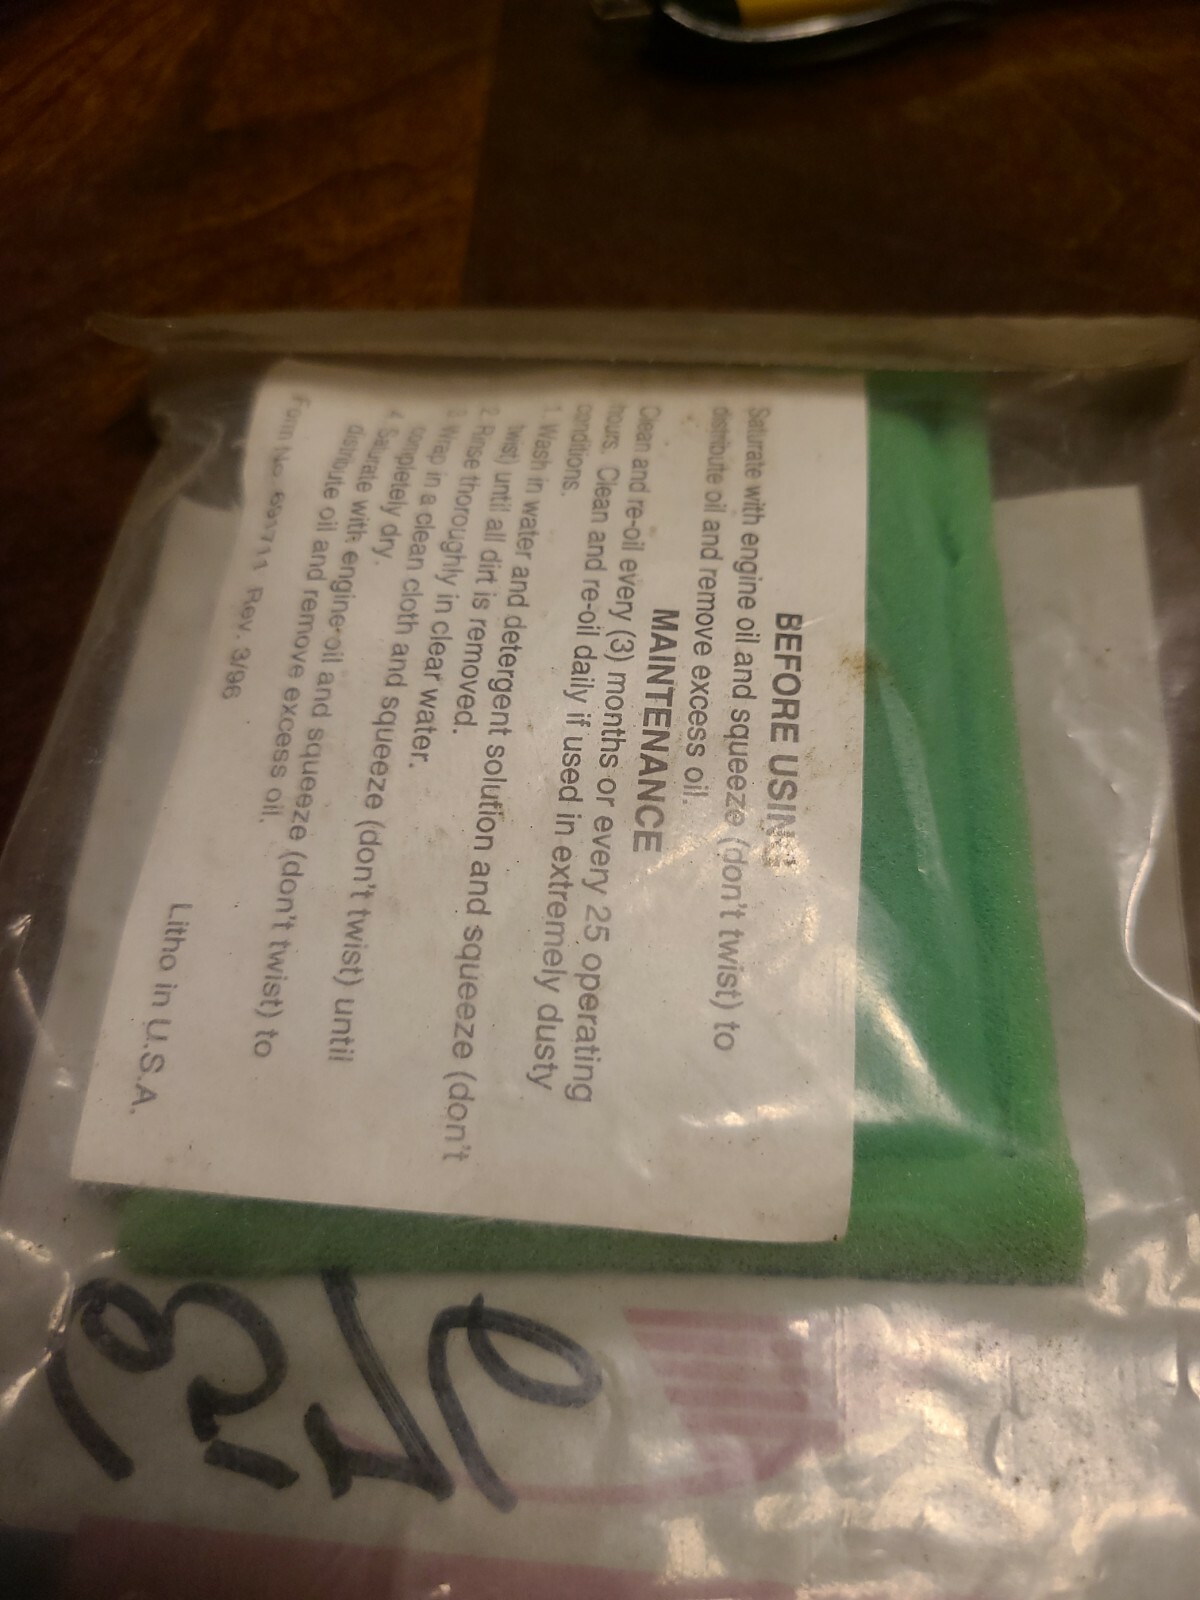 BEFORE USING
Saturate with engine oil and squeeze (don't twist) to
distribute oil and remove excess oil.
MAINTENANCE
Clean and re-oil every (3) months or every 25 operating
hours. Clean and re-oil daily if used in extremely dusty
conditions.
1. Wash in water and detergent solution and squeeze (don't
twist) until all dirt is removed.
2. Rinse thoroughly in clear water.
3. Wrap in a clean cloth and squeeze (don't twist) until
completely dry.
4. Saturate with engine oil and squeeze (don't twist) to
distribute oil and remove excess oil.
Form No. Rev. 3/96
Litho in U.S.A.